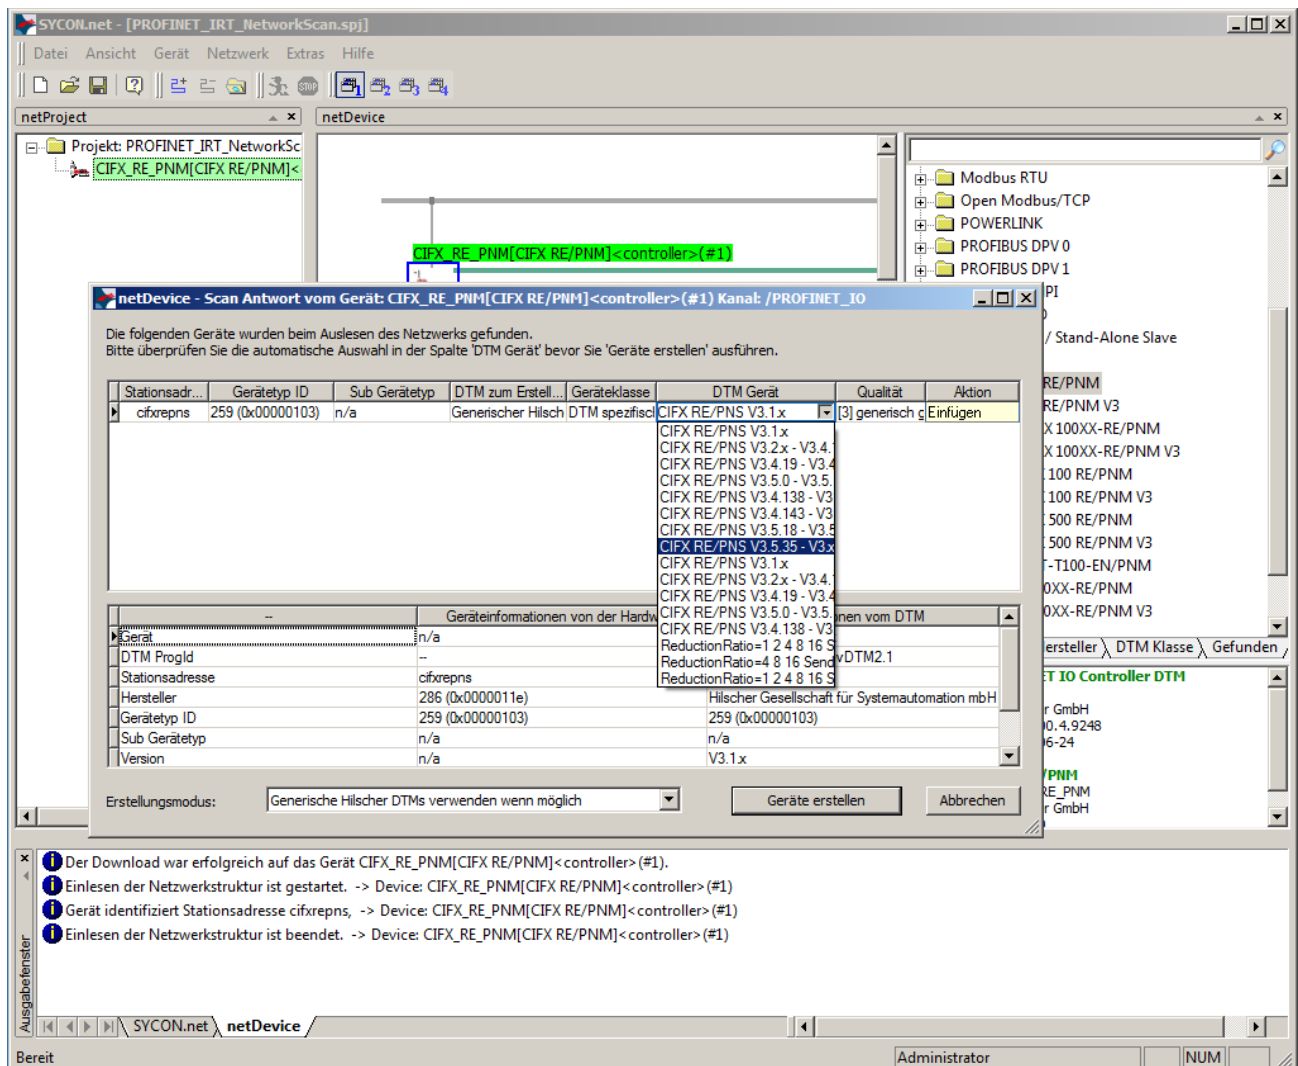 SYCON.net - [PROFINET_IRT_NetworkScan.spj]
Datei Ansicht Gerät Netzwerk Extras Hilfe
netProject
netDevice
Projekt: PROFINET_IRT_NetworkSc
CIFX_RE_PNM[CIFX RE/PNM]<
CIFX_RE_PNM[CIFX RE/PNM]<controller>(#1)
Modbus RTU
Open Modbus/TCP
POWERLINK
PROFIBUS DPV0
PROFIBUS DPV1
PI
/ Stand-Alone Slave
RE/PNM
RE/PNM V3
X 100XX-RE/PNM
X 100XX-RE/PNM V3
100 RE/PNM
100 RE/PNM V3
500 RE/PNM
500 RE/PNM V3
-T100-EN/PNM
0XX-RE/PNM
0XX-RE/PNM V3
ersteller DTM Klasse Gefunden
T IO Controller DTM
r GmbH
0.4.9248
6-24
/PNM
RE_PNM
r GmbH
netDevice - Scan Antwort vom Gerät: CIFX_RE_PNM[CIFX RE/PNM]<controller>(#1) Kanal: /PROFINET_IO
Die folgenden Geräte wurden beim Auslesen des Netzwerks gefunden.
Bitte überprüfen Sie die automatische Auswahl in der Spalte 'DTM Gerät' bevor Sie 'Geräte erstellen' ausführen.
Stationsadr... Gerätetyp ID Sub Gerätetyp DTM zum Erstell... Geräteklasse DTM Gerät Qualität Aktion
cifxrepns 259 (0x00000103) n/a Generischer Hilsch DTM spezifiscl CIFX RE/PNS V3.1.x [3] generisch g Einfügen
CIFX RE/PNS V3.1.x
CIFX RE/PNS V3.2.x - V3.4.
CIFX RE/PNS V3.4.19 - V3.4
CIFX RE/PNS V3.5.0 - V3.5.
CIFX RE/PNS V3.4.138 - V3
CIFX RE/PNS V3.4.143 - V3
CIFX RE/PNS V3.5.18 - V3.5
CIFX RE/PNS V3.5.35 - V3.x
CIFX RE/PNS V3.1.x
CIFX RE/PNS V3.2.x - V3.4.
CIFX RE/PNS V3.4.19 - V3.4
CIFX RE/PNS V3.5.0 - V3.5.
CIFX RE/PNS V3.4.138 - V3
ReductionRatio=1 2 4 8 16 S
ReductionRatio=4 8 16 Send
ReductionRatio=1 2 4 8 16 S
-- Geräteinformationen von der Hardw nen vom DTM
Gerät n/a
DTM ProgId -- vDTM2.1
Stationsadresse cifxrepns
Hersteller 286 (0x0000011e) Hilscher Gesellschaft für Systemautomation mbH
Gerätetyp ID 259 (0x00000103) 259 (0x00000103)
Sub Gerätetyp n/a n/a
Version n/a V3.1.x
Erstellungsmodus: Generische Hilscher DTMs verwenden wenn möglich Geräte erstellen Abbrechen
Der Download war erfolgreich auf das Gerät CIFX_RE_PNM[CIFX RE/PNM]<controller>(#1).
Einlesen der Netzwerkstruktur ist gestartet. -> Device: CIFX_RE_PNM[CIFX RE/PNM]<controller>(#1)
Gerät identifiziert Stationsadresse cifxrepns, -> Device: CIFX_RE_PNM[CIFX RE/PNM]<controller>(#1)
Einlesen der Netzwerkstruktur ist beendet. -> Device: CIFX_RE_PNM[CIFX RE/PNM]<controller>(#1)
Ausgabefenster
SYCON.net netDevice
Bereit Administrator NUM